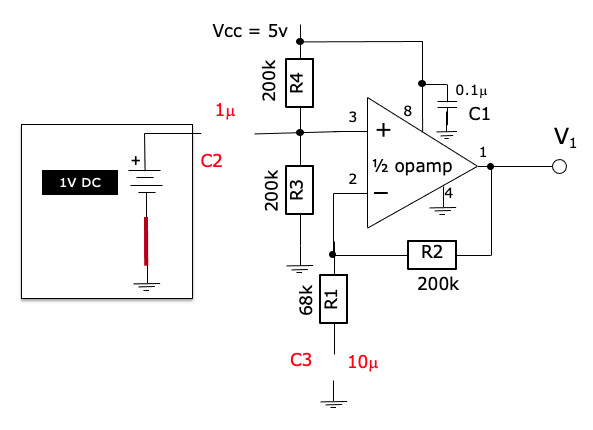 Vcc = 5v
200k
R4
0.1μ
C1
8
1μ
3
+
C2
V1
1
½ opamp
+
1V DC
2
−
4
200k
R3
R2
200k
68k
R1
C3
10μ